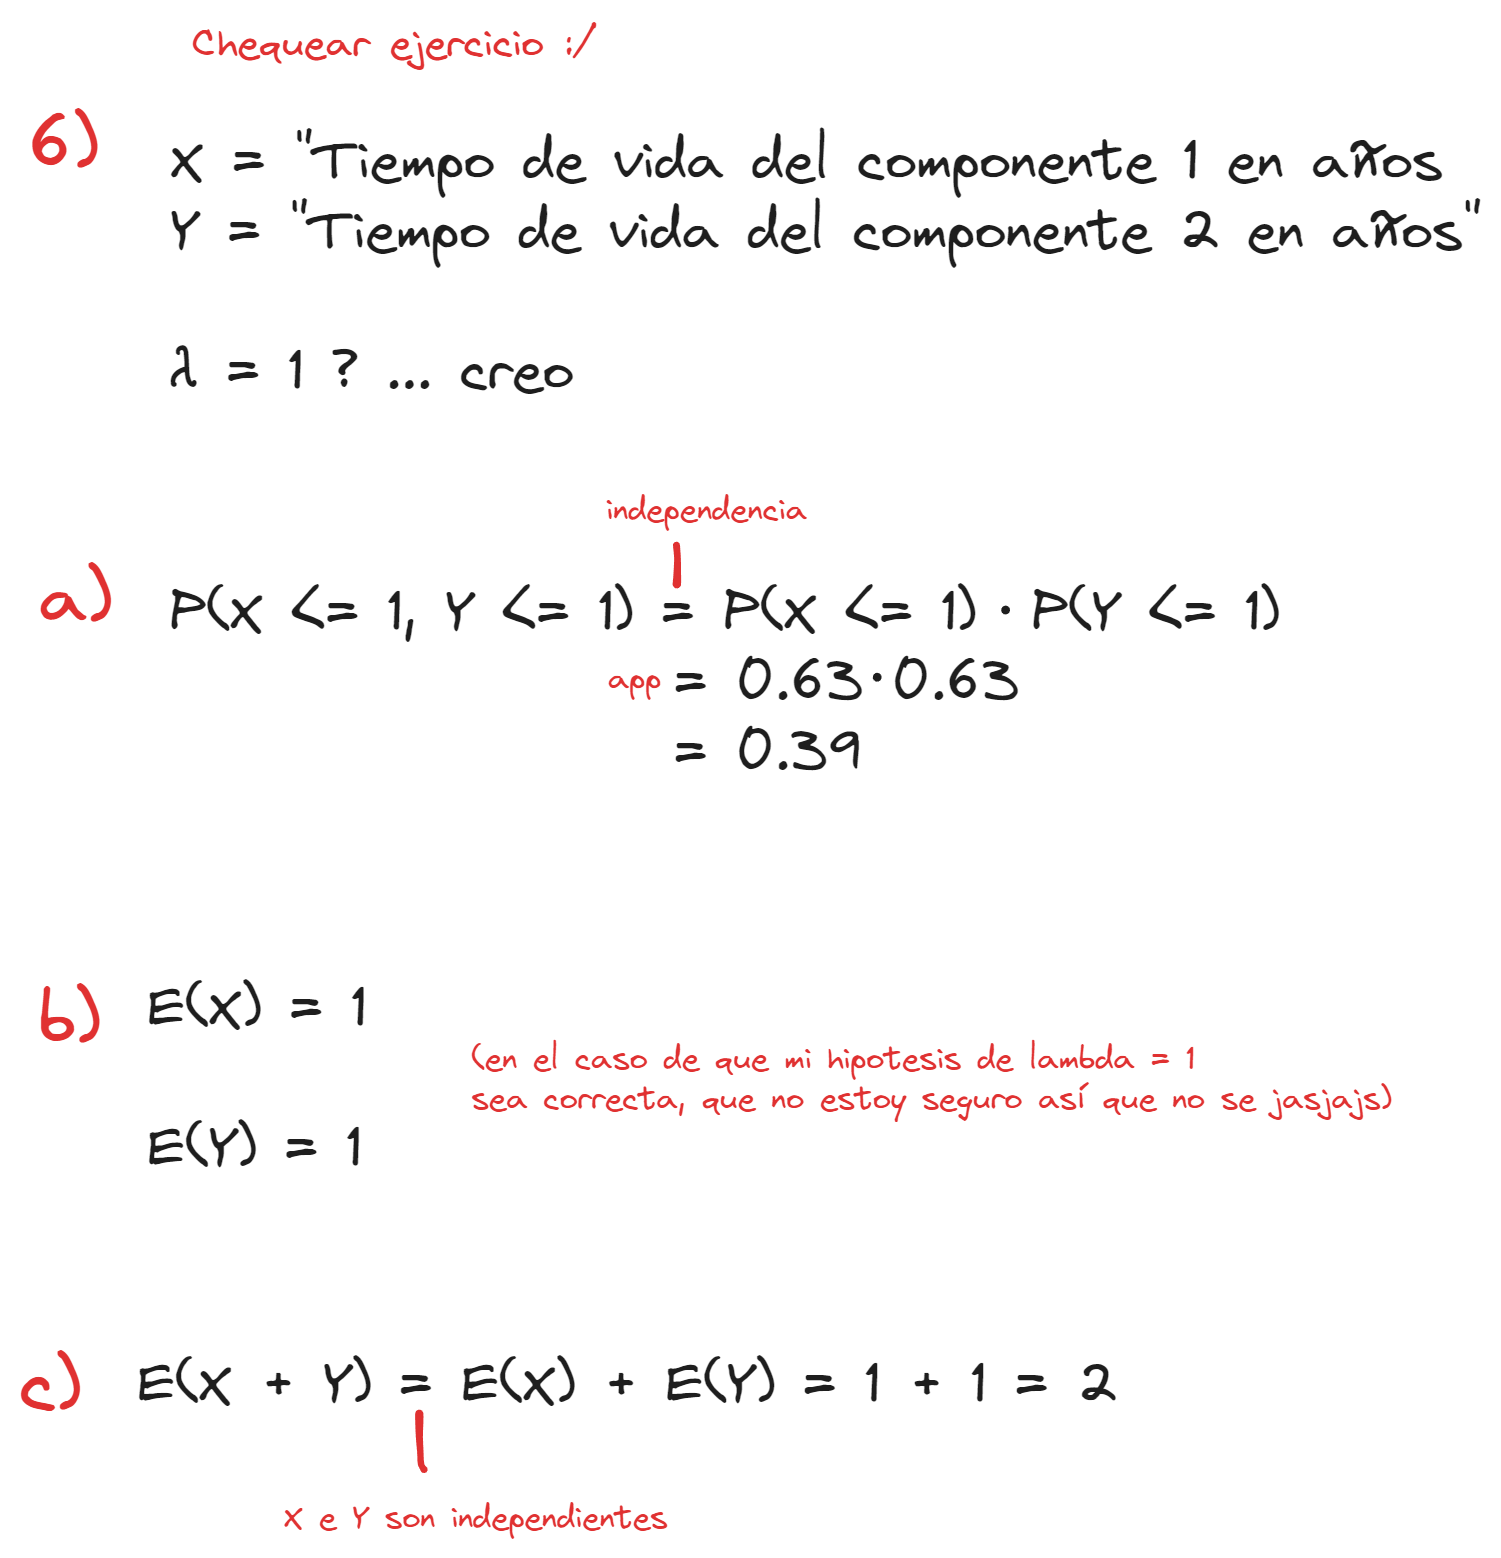 Chequear ejercicio :/
6) X = "Tiempo de vida del componente 1 en años
Y = "Tiempo de vida del componente 2 en años"
λ = 1 ? ... creo
independencia
a) P(X <= 1, Y <= 1) = P(X <= 1) · P(Y <= 1)
app = 0.63·0.63
= 0.39
b) E(X) = 1
(en el caso de que mi hipotesis de lambda = 1
sea correcta, que no estoy seguro así que no se jasjajs)
E(Y) = 1
c) E(X + Y) = E(X) + E(Y) = 1 + 1 = 2
X e Y son independientes